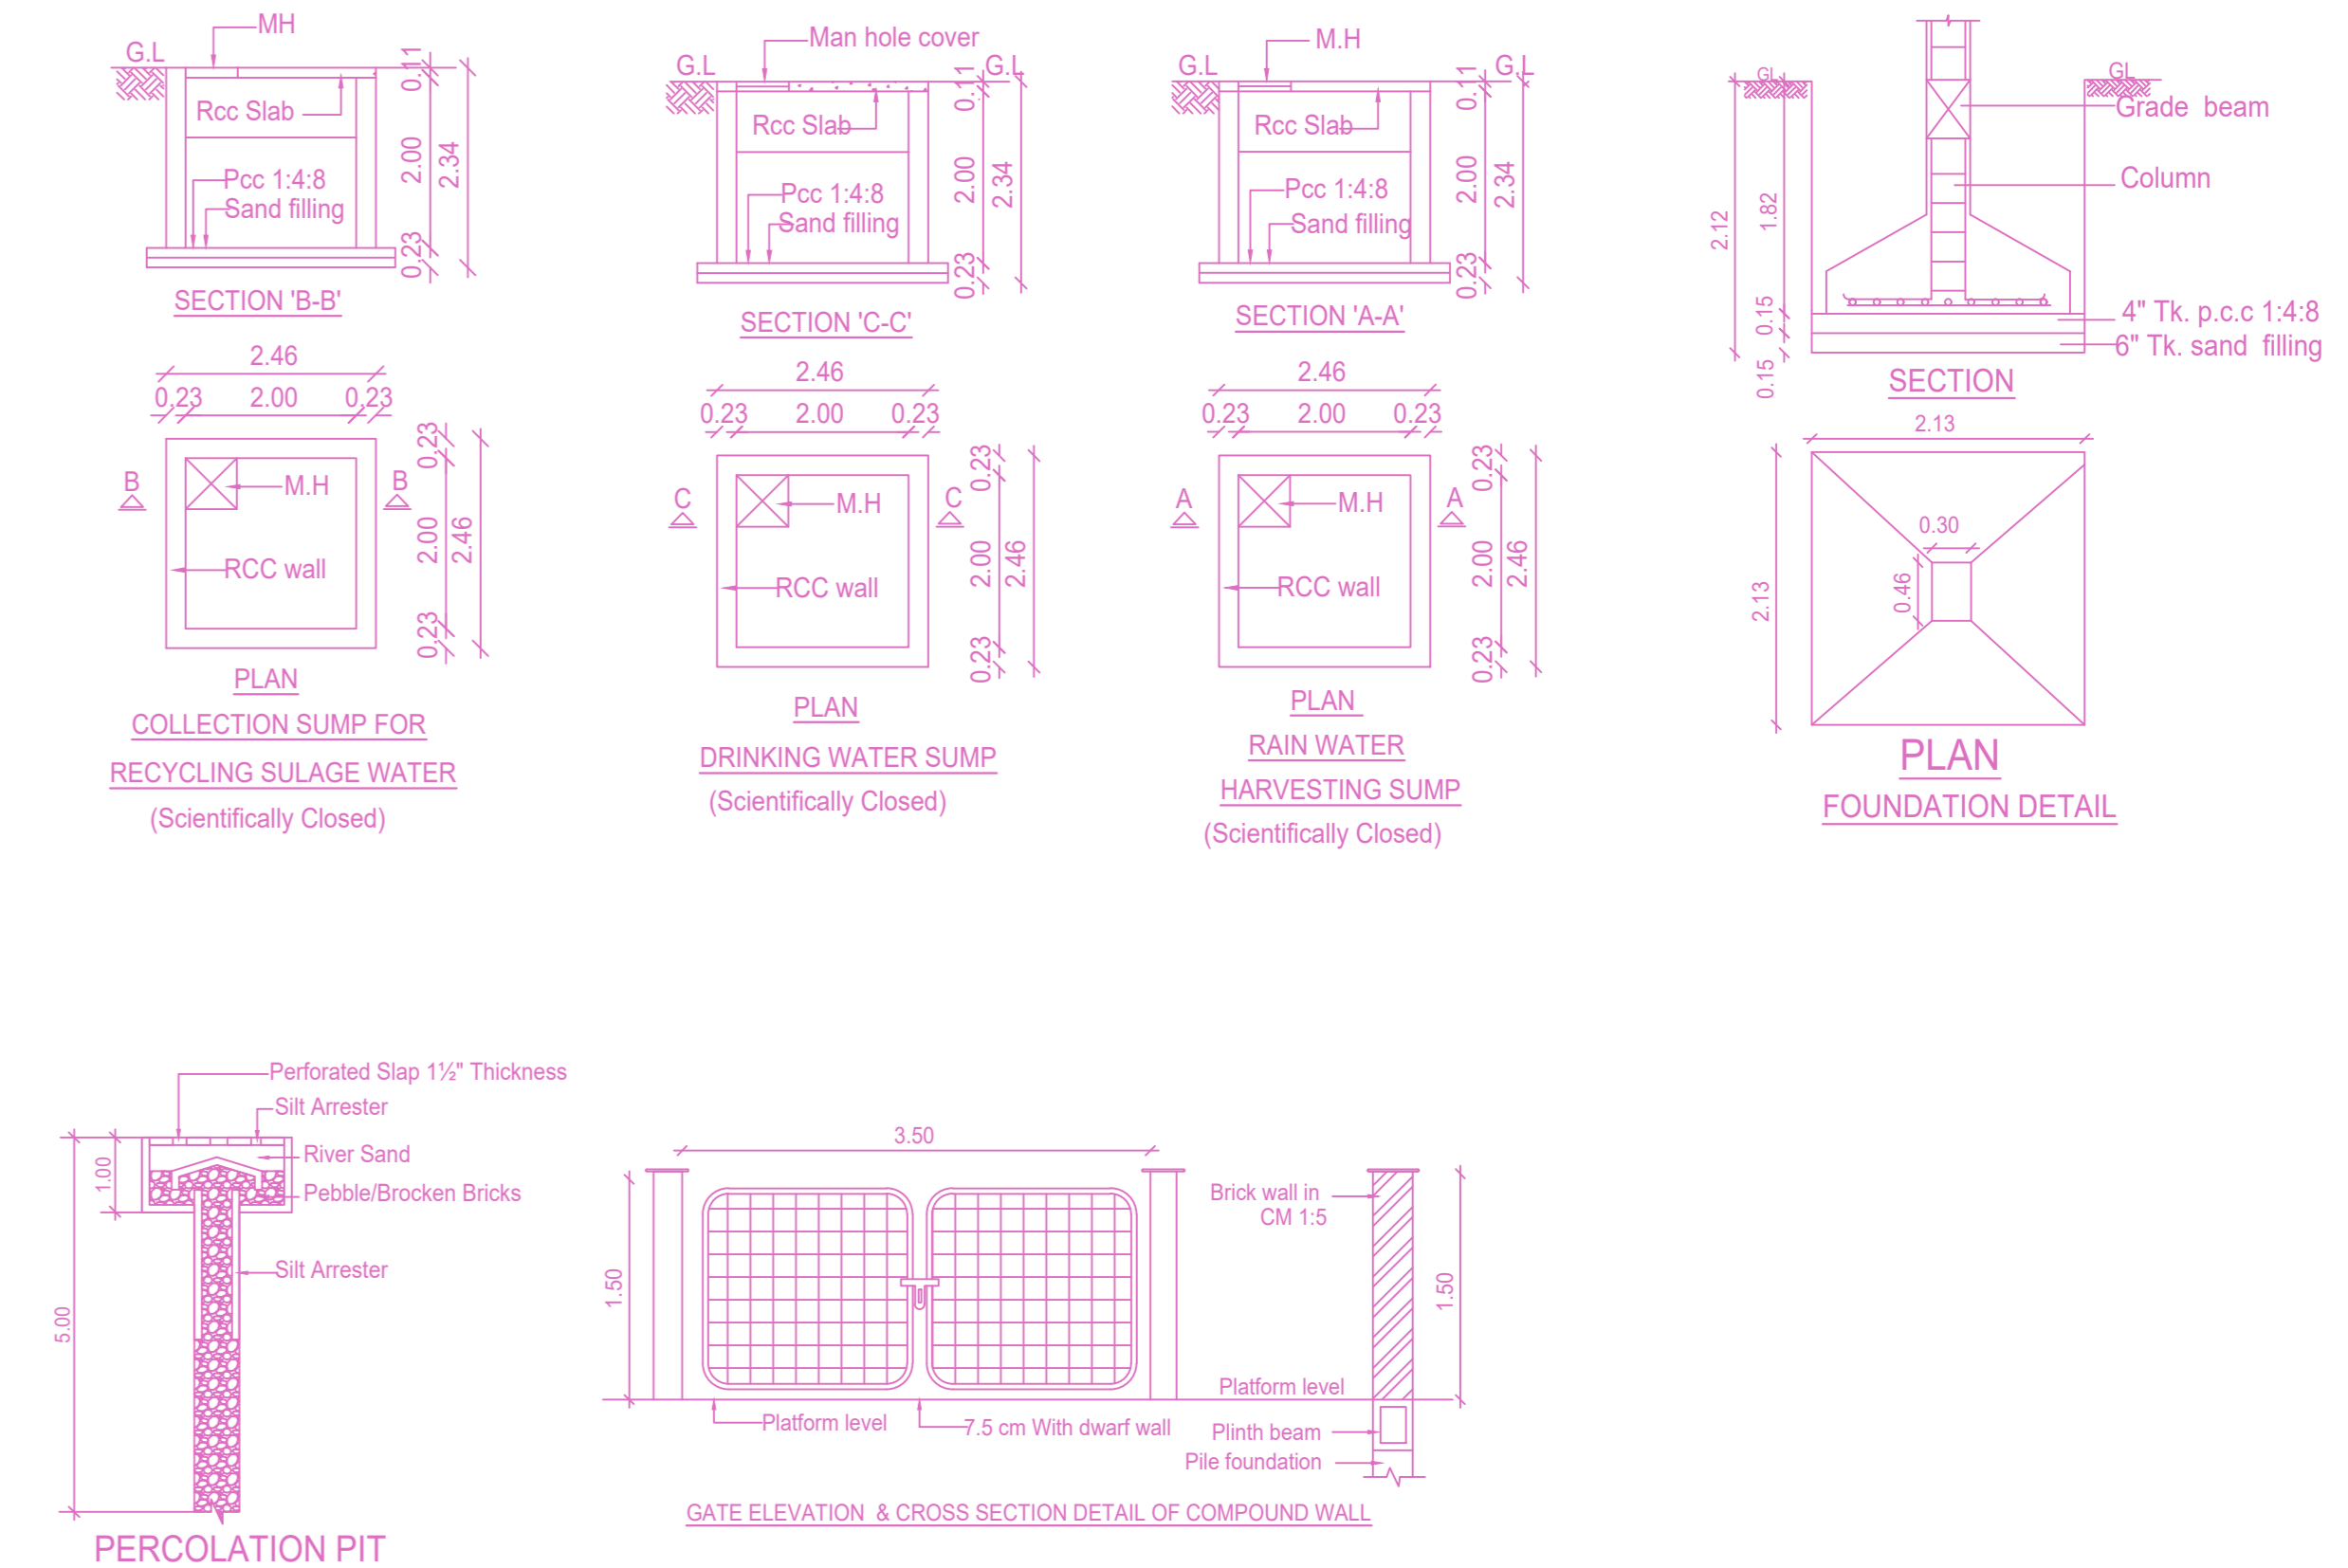 MH
G.L
Rcc Slab
Pcc 1:4:8
Sand filling
0.11
2.00
0.23
2.34
SECTION 'B-B'
2.46
0.23 2.00 0.23
B B
M.H
RCC wall
0.23
2.00
0.23
2.46
PLAN
COLLECTION SUMP FOR
RECYCLING SULAGE WATER
(Scientifically Closed)
Man hole cover
G.L G.L
Rcc Slab
Pcc 1:4:8
Sand filling
0.11
2.00
0.23
2.34
SECTION 'C-C'
2.46
0.23 2.00 0.23
C C
M.H
RCC wall
0.23
2.00
0.23
2.46
PLAN
DRINKING WATER SUMP
(Scientifically Closed)
M.H
G.L G.L
Rcc Slab
Pcc 1:4:8
Sand filling
0.11
2.00
0.23
2.34
SECTION 'A-A'
2.46
0.23 2.00 0.23
A A
M.H
RCC wall
0.23
2.00
0.23
2.46
PLAN
RAIN WATER
HARVESTING SUMP
(Scientifically Closed)
GL GL
Grade beam
Column
2.12
1.82
0.15
0.15
4" Tk. p.c.c 1:4:8
6" Tk. sand filling
SECTION
2.13
0.30
0.46
2.13
PLAN
FOUNDATION DETAIL
Perforated Slap 1½" Thickness
Silt Arrester
River Sand
Pebble/Brocken Bricks
Silt Arrester
1.00
5.00
PERCOLATION PIT
3.50
1.50
Platform level
7.5 cm With dwarf wall
Brick wall in
CM 1:5
1.50
Platform level
Plinth beam
Pile foundation
GATE ELEVATION & CROSS SECTION DETAIL OF COMPOUND WALL